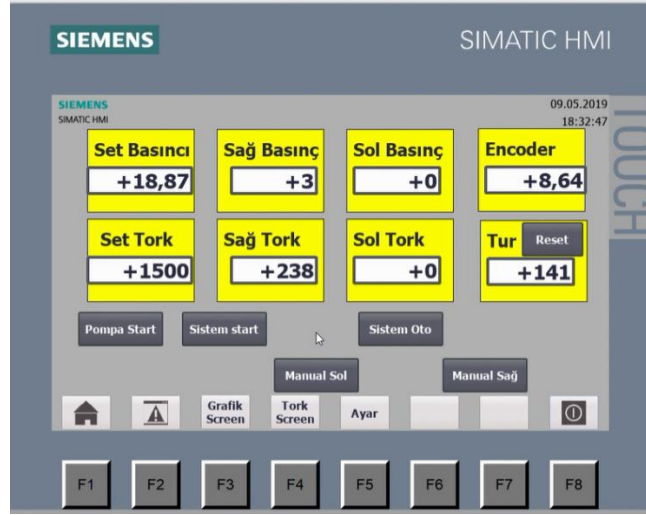 SIEMENS
SIMATIC HMI
SIEMENS
SIMATIC HMI
09.05.2019
18:32:47
TOUCH
Set Basıncı
+18,87
Sağ Basınç
+3
Sol Basınç
+0
Encoder
+8,64
Set Tork
+1500
Sağ Tork
+238
Sol Tork
+0
Tur
Reset
+141
Pompa Start
Sistem start
Sistem Oto
Manual Sol
Manual Sağ
Grafik
Screen
Tork
Screen
Ayar
F1
F2
F3
F4
F5
F6
F7
F8